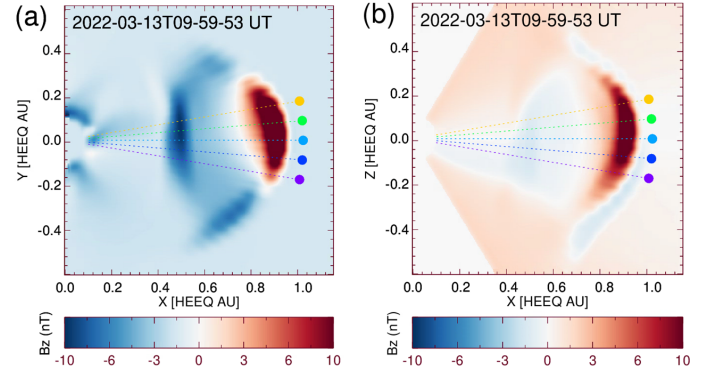 (a)
2022-03-13T09-59-53 UT
0.4
0.2
0.0
-0.2
-0.4
Y [HEEQ AU]
0.0 0.2 0.4 0.6 0.8 1.0
X [HEEQ AU]
Bz (nT)
-10 -6 -3 0 3 6 10
(b)
2022-03-13T09-59-53 UT
0.4
0.2
0.0
-0.2
-0.4
Z [HEEQ AU]
0.0 0.2 0.4 0.6 0.8 1.0
X [HEEQ AU]
Bz (nT)
-10 -6 -3 0 3 6 10